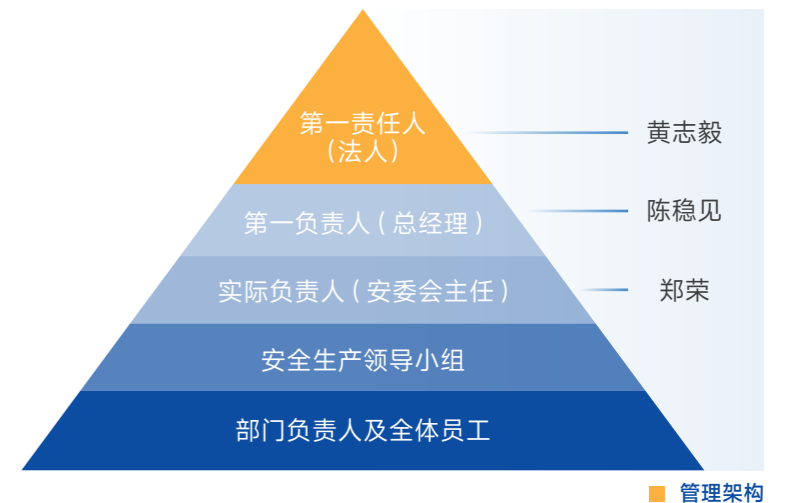 第一责任人
(法人)
黄志毅
第一负责人(总经理)
陈稳见
实际负责人(安委会主任)
郑荣
安全生产领导小组
部门负责人及全体员工
管理架构